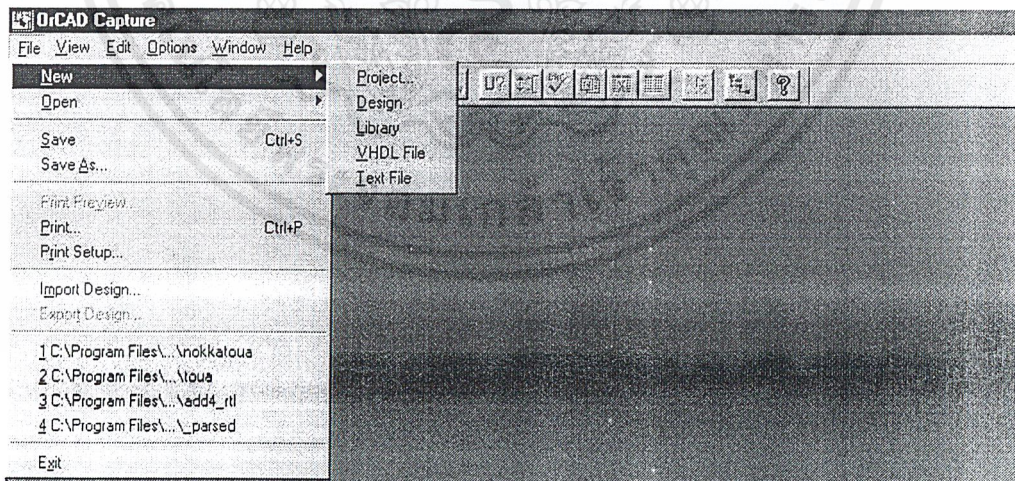 OrCAD Capture
File View Edit Options Window Help
New
Open
Save Ctrl+S
Save As...
Print Preview...
Print... Ctrl+P
Print Setup...
Import Design...
Export Design...
1 C:\Program Files\...\nokkatoua
2 C:\Program Files\...\toua
3 C:\Program Files\...\add4_rtl
4 C:\Program Files\...\_parsed
Exit
Project...
Design
Library
VHDL File
Text File
U?
?